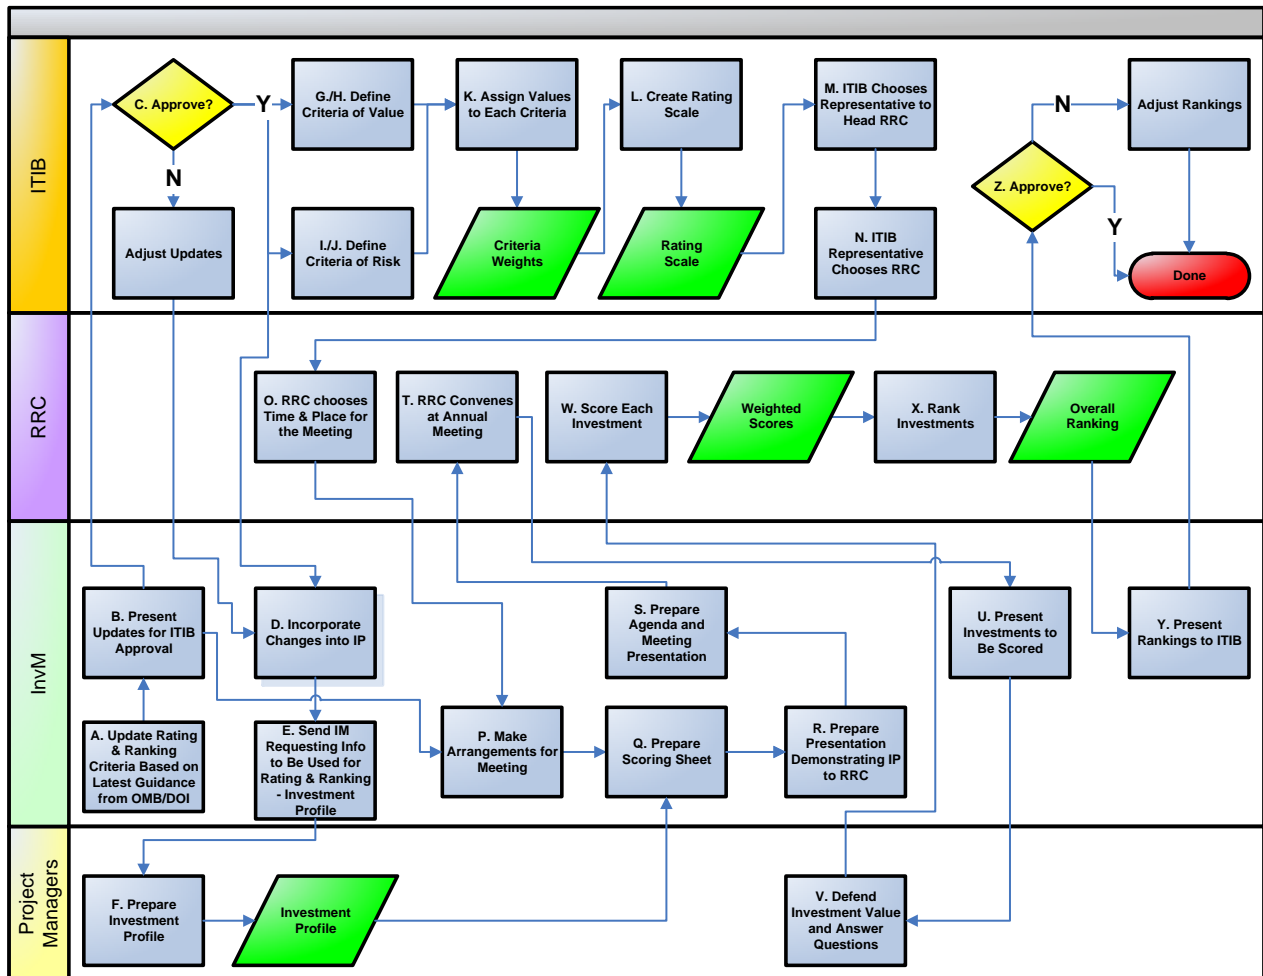 ITIB
C. Approve?
Y
N
G./H. Define
Criteria of Value
K. Assign Values
to Each Criteria
L. Create Rating
Scale
M. ITIB Chooses
Representative to
Head RRC
N
Adjust Rankings
Z. Approve?
Y
Adjust Updates
I./J. Define
Criteria of Risk
Criteria
Weights
Rating
Scale
N. ITIB
Representative
Chooses RRC
Done
RRC
O. RRC chooses
Time & Place for
the Meeting
T. RRC Convenes
at Annual
Meeting
W. Score Each
Investment
Weighted
Scores
X. Rank
Investments
Overall
Ranking
InvM
B. Present
Updates for ITIB
Approval
D. Incorporate
Changes into IP
S. Prepare
Agenda and
Meeting
Presentation
U. Present
Investments to
Be Scored
Y. Present
Rankings to ITIB
A. Update Rating
& Ranking
Criteria Based on
Latest Guidance
from OMB/DOI
E. Send IM
Requesting Info
to Be Used for
Rating & Ranking
- Investment
Profile
P. Make
Arrangements for
Meeting
Q. Prepare
Scoring Sheet
R. Prepare
Presentation
Demonstrating IP
to RRC
Project
Managers
F. Prepare
Investment
Profile
Investment
Profile
V. Defend
Investment Value
and Answer
Questions